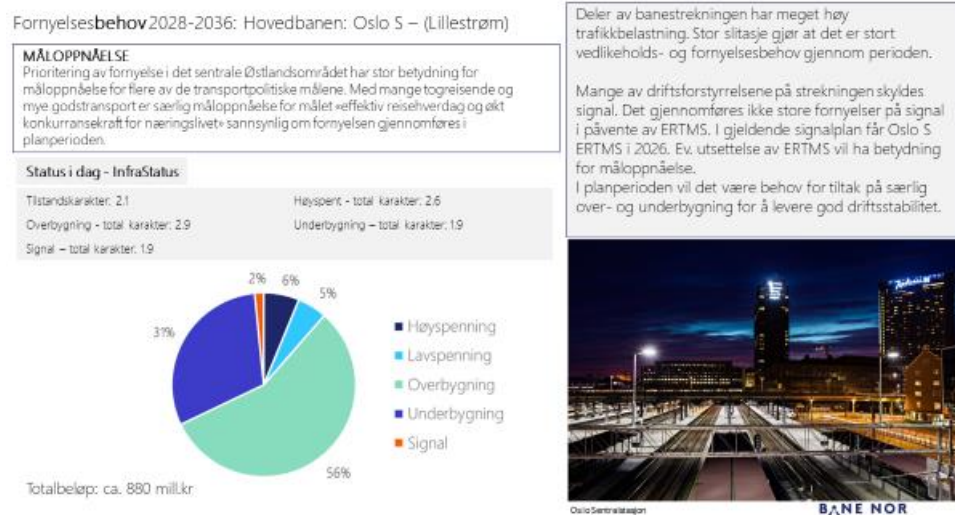 Fornyelsesbehov 2028-2036: Hovedbanen: Oslo S – (Lillestrøm)
MÅLOPPNÅELSE
Prioritering av fornyelse i det sentrale Østlandsområdet har stor betydning for
måloppnåelse for flere av de transportpolitiske målene. Med mange togreisende og
mye godstransport er særlig måloppnåelse for målet «effektiv reisehverdag og økt
konkurransekraft for næringslivet» sannsynlig om fornyelsen gjennomføres i
planperioden.
Status i dag - InfraStatus
Tilstandskarakter: 2.1
Høyspent - total karakter: 2.6
Overbygning - total karakter: 2.9
Underbygning – total karakter: 1.9
Signal – total karakter: 1.9
2%
6%
5%
31%
56%
Høyspenning
Lavspenning
Overbygning
Underbygning
Signal
Totalbeløp: ca. 880 mill.kr
Deler av banestrekningen har meget høy
trafikkbelastning. Stor slitasje gjør at det er stort
vedlikeholds- og fornyelsesbehov gjennom perioden.
Mange av driftsforstyrrelsene på strekningen skyldes
signal. Det gjennomføres ikke store fornyelser på signal
i påvente av ERTMS. I gjeldende signalplan får Oslo S
ERTMS i 2026. Ev. utsettelse av ERTMS vil ha betydning
for måloppnåelse.
I planperioden vil det være behov for tiltak på særlig
over- og underbygning for å levere god driftsstabilitet.
Radisson
Oslo Sentralstasjon
BANE NOR